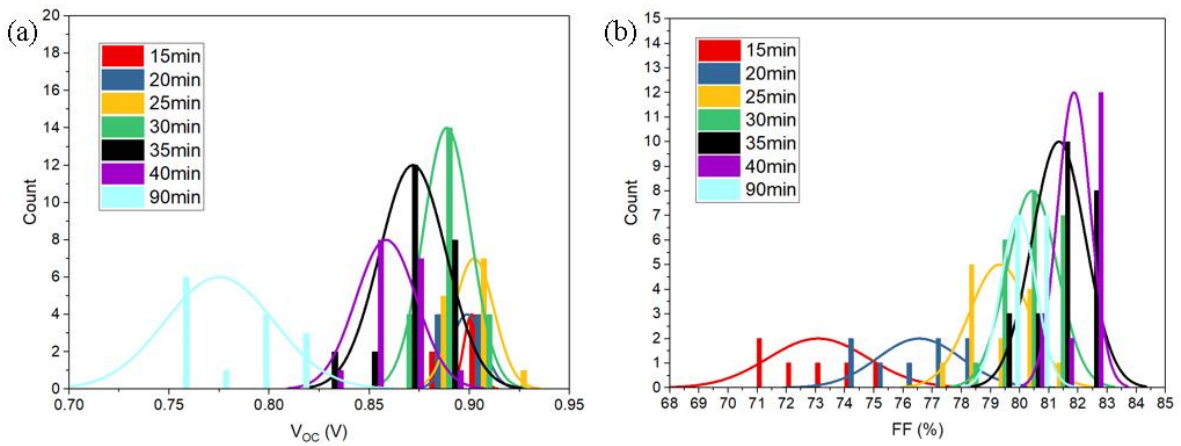 (a)
20
18
16
14
12
10
8
6
4
2
0
Count
15min
20min
25min
30min
35min
40min
90min
0.70 0.75 0.80 0.85 0.90 0.95
V_OC (V)
(b)
15
14
13
12
11
10
9
8
7
6
5
4
3
2
1
0
Count
15min
20min
25min
30min
35min
40min
90min
68 70 71 72 73 74 75 76 77 78 79 80 81 82 83 84 85
FF (%)